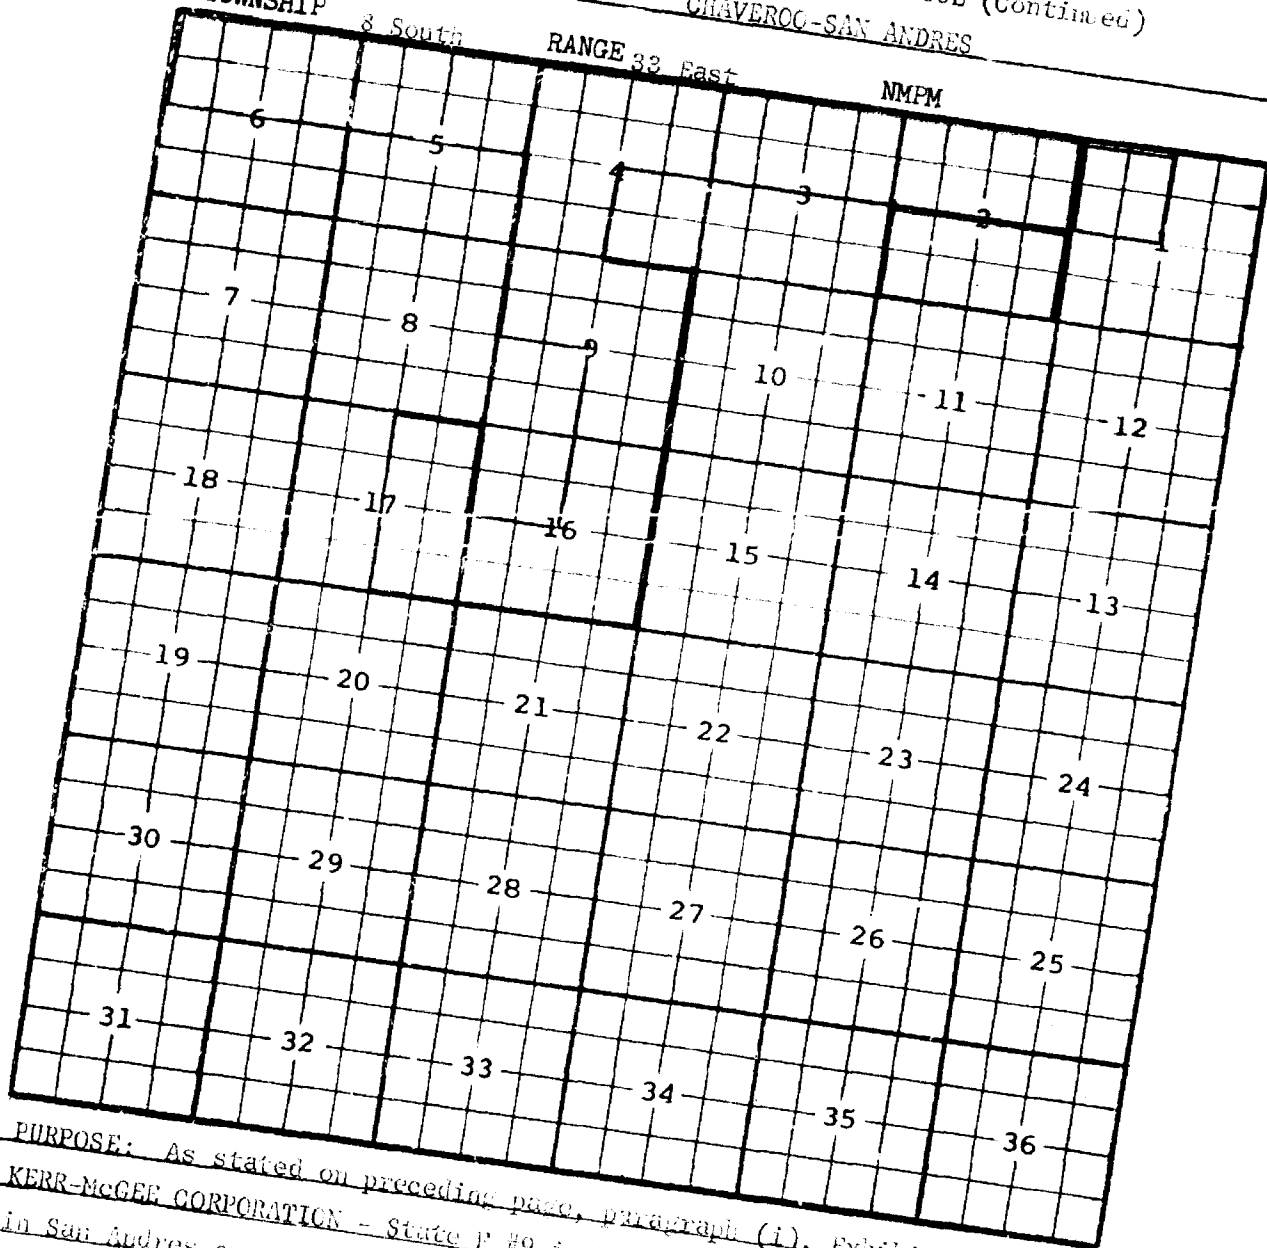 (Continued)
CHAVEROO-SAN ANDRES
TOWNSHIP 8 South RANGE 33 East NMPM
6 5 4 3 2 1
7 8 9 10 11 12
18 17 16 15 14 13
19 20 21 22 23 24
30 29 28 27 26 25
31 32 33 34 35 36
PURPOSE: As stated on preceding page, paragraph (i).
KERR-McGEE CORPORATION - State F #9
in San Andres